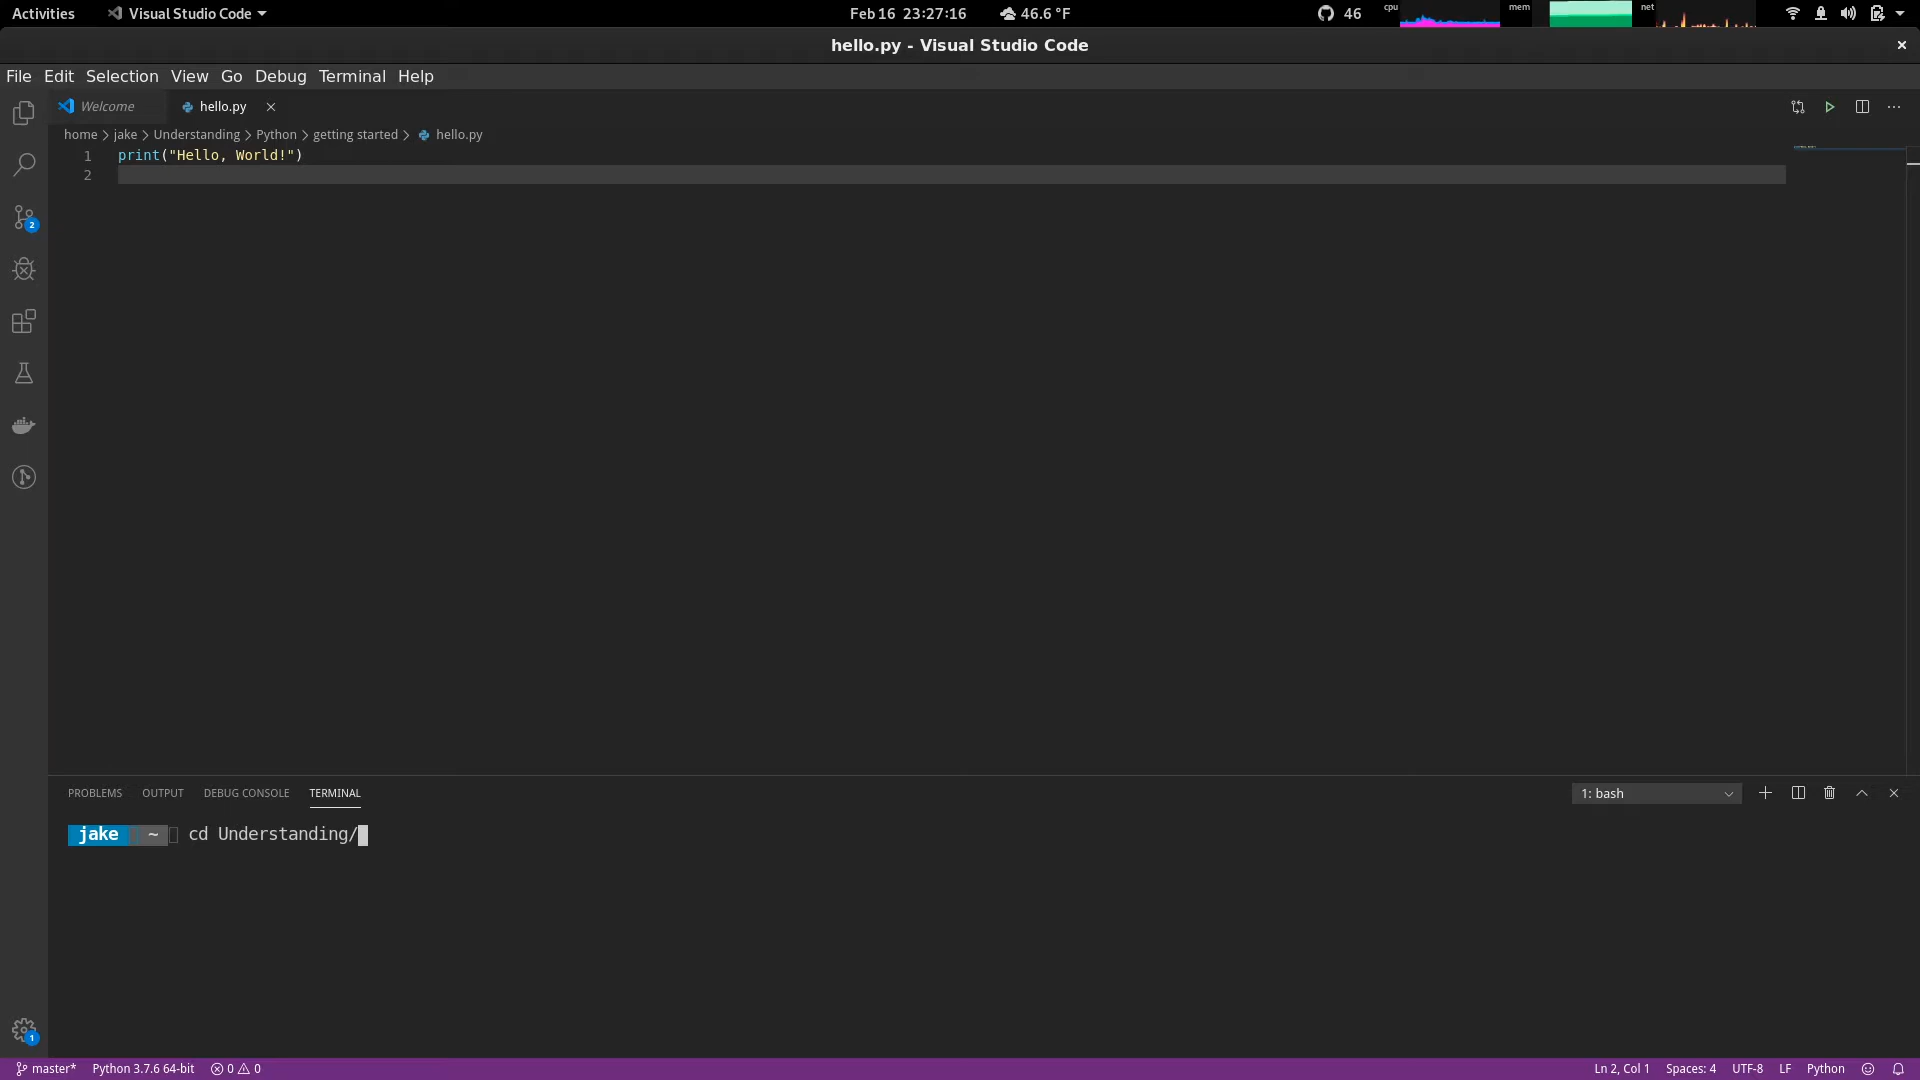 Activities Visual Studio Code Feb 16 23:27:16 46.6 °F 46 cpu mem net
hello.py - Visual Studio Code
File Edit Selection View Go Debug Terminal Help
Welcome hello.py
home > jake > Understanding > Python > getting started > hello.py
1 print("Hello, World!")
2
2
PROBLEMS OUTPUT DEBUG CONSOLE TERMINAL 1: bash
jake ~ cd Understanding/
1
master* Python 3.7.6 64-bit 0 0 Ln 2, Col 1 Spaces: 4 UTF-8 LF Python